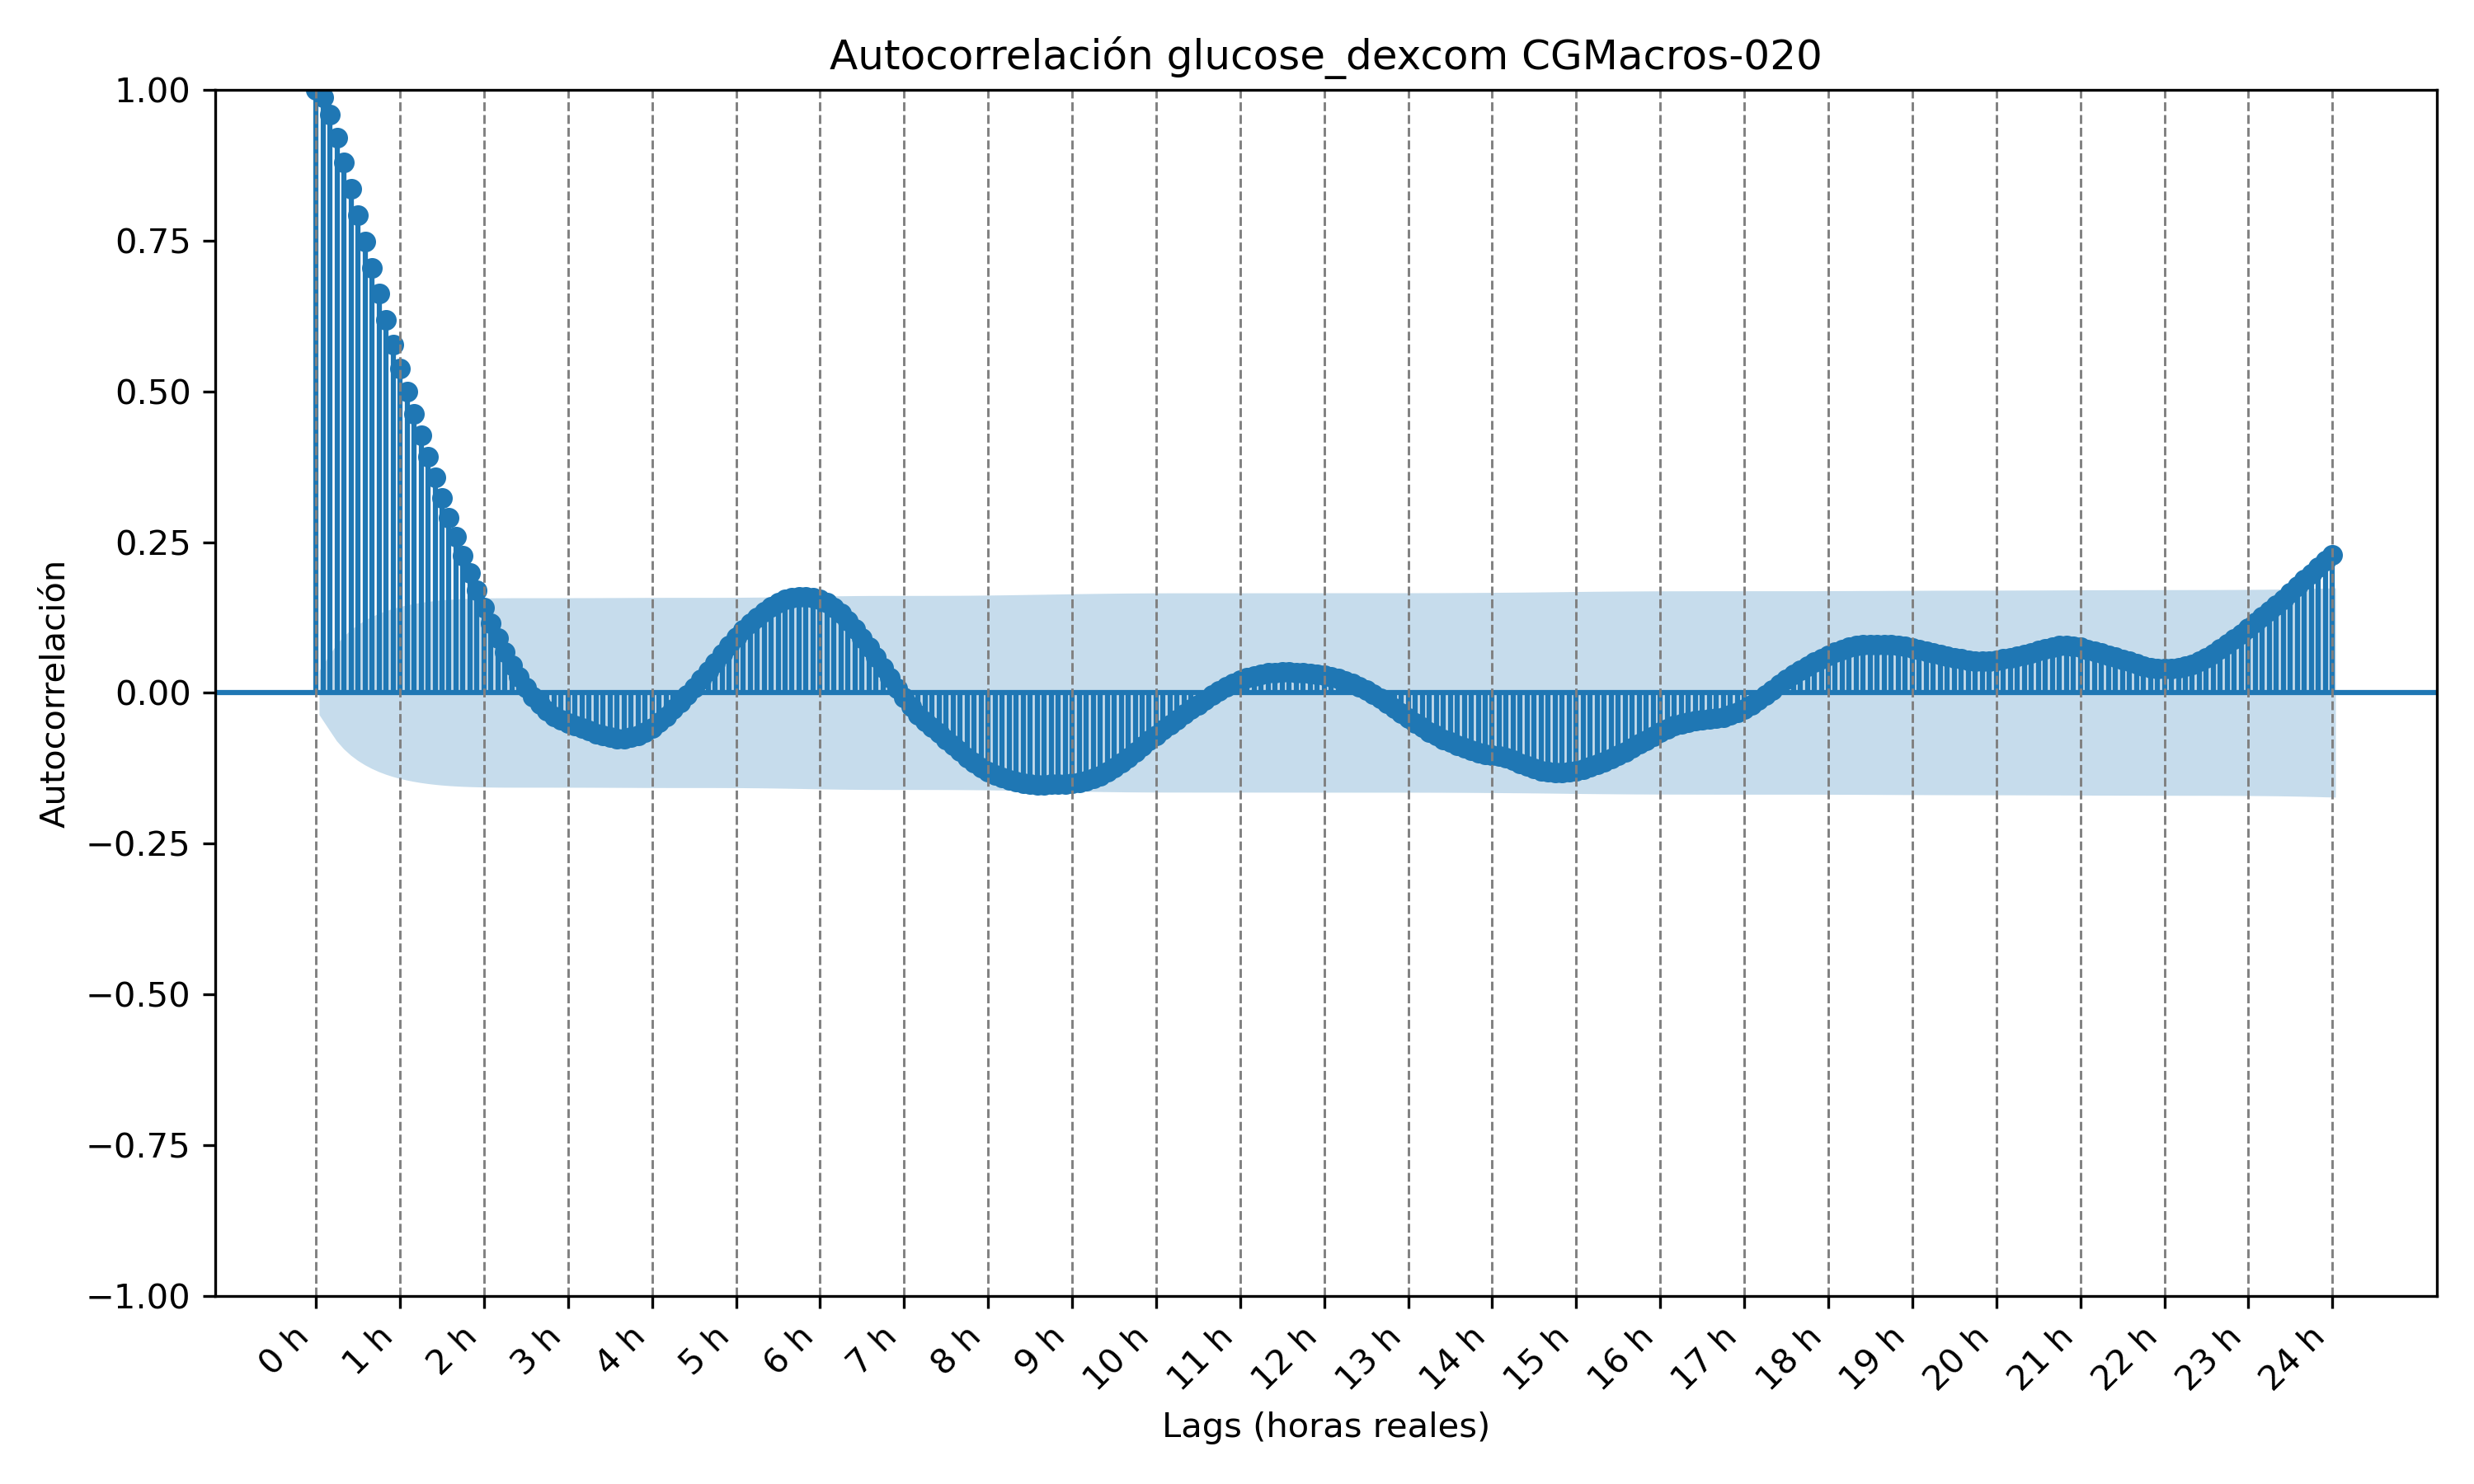 Autocorrelación glucose_dexcom CGMacros-020
Autocorrelación
1.00
0.75
0.50
0.25
0.00
−0.25
−0.50
−0.75
−1.00
0 h
1 h
2 h
3 h
4 h
5 h
6 h
7 h
8 h
9 h
10 h
11 h
12 h
13 h
14 h
15 h
16 h
17 h
18 h
19 h
20 h
21 h
22 h
23 h
24 h
Lags (horas reales)